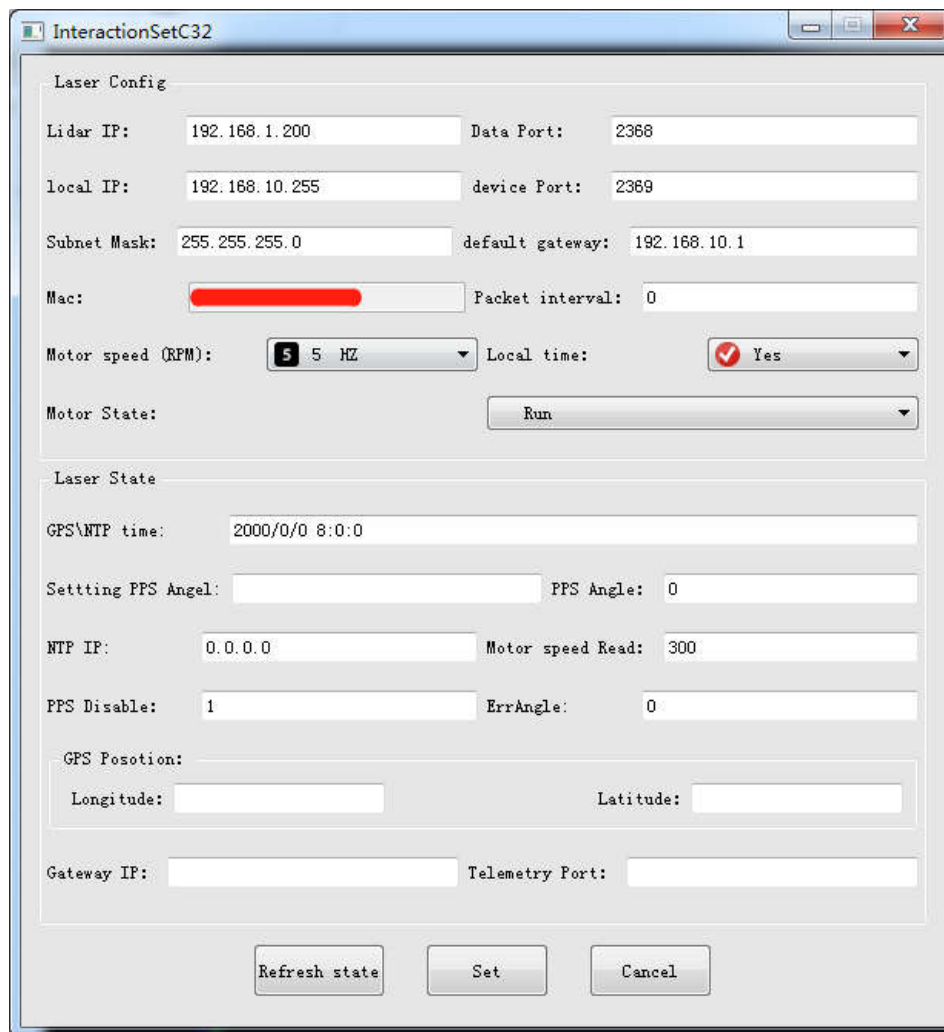 InteractionSetC32
Laser Config
Lidar IP: 192.168.1.200 Data Port: 2368
local IP: 192.168.10.255 device Port: 2369
Subnet Mask: 255.255.255.0 default gateway: 192.168.10.1
Mac: Packet interval: 0
Motor speed (RPM): 5 5 HZ Local time: Yes
Motor State: Run
Laser State
GPS\NTP time: 2000/0/0 8:0:0
Settting PPS Angel: PPS Angle: 0
NTP IP: 0.0.0.0 Motor speed Read: 300
PPS Disable: 1 ErrAngle: 0
GPS Posotion:
Longitude: Latitude:
Gateway IP: Telemetry Port:
Refresh state Set Cancel